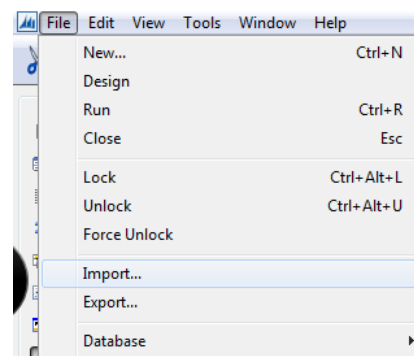 File Edit View Tools Window Help
New... Ctrl+N
Design
Run Ctrl+R
Close Esc
Lock Ctrl+Alt+L
Unlock Ctrl+Alt+U
Force Unlock
Import...
Export...
Database